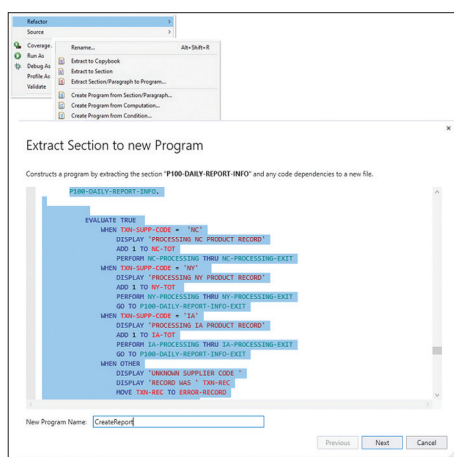 Refactor >
Source >
Coverage
Run As
Debug As
Profile As
Validate
Rename... Alt+Shift+R
Extract to Copybook
Extract to Section
Extract Section/Paragraph to Program...
Create Program from Section/Paragraph...
Create Program from Computation...
Create Program from Condition...
Extract Section to new Program
Constructs a program by extracting the section "P100-DAILY-REPORT-INFO" and any code dependencies to a new file.
P100-DAILY-REPORT-INFO.
EVALUATE TRUE
WHEN TXN-SUPP-CODE = 'NC'
DISPLAY 'PROCESSING NC PRODUCT RECORD'
ADD 1 TO NC-TOT
PERFORM NC-PROCESSING THRU NC-PROCESSING-EXIT
WHEN TXN-SUPP-CODE = 'NY'
DISPLAY 'PROCESSING NY PRODUCT RECORD'
ADD 1 TO NY-TOT
PERFORM NY-PROCESSING THRU NY-PROCESSING-EXIT
GO TO P100-DAILY-REPORT-INFO-EXIT
WHEN TXN-SUPP-CODE = 'IA'
DISPLAY 'PROCESSING IA PRODUCT RECORD'
ADD 1 TO IA-TOT
PERFORM IA-PROCESSING THRU IA-PROCESSING-EXIT
GO TO P100-DAILY-REPORT-INFO-EXIT
WHEN OTHER
DISPLAY 'UNKNOWN SUPPLIER CODE '
DISPLAY 'RECORD WAS ' TXN-REC
MOVE TXN-REC TO ERROR-RECORD
New Program Name: CreateReport
Previous Next Cancel